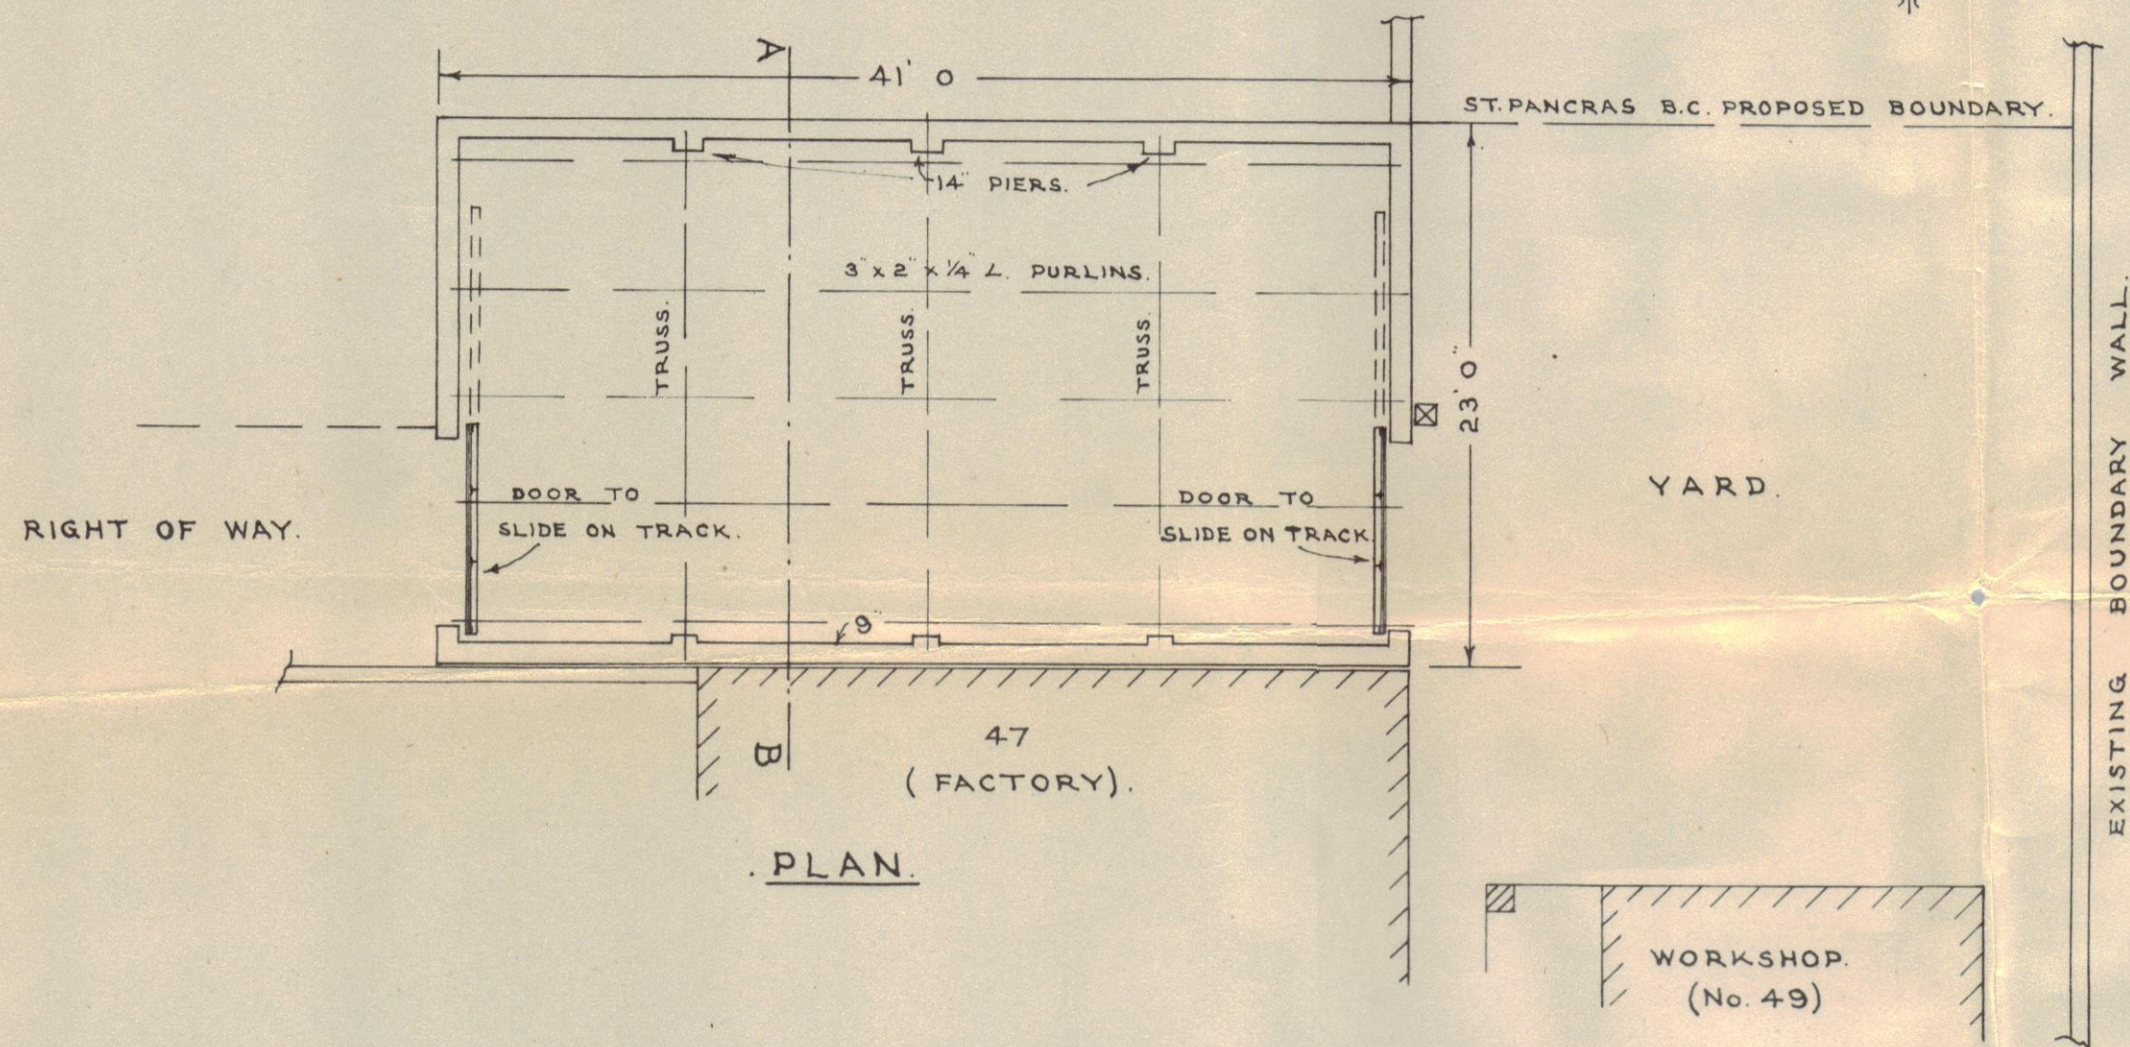 A
41' 0
ST. PANCRAS B.C. PROPOSED BOUNDARY.
14" PIERS.
3" x 2" x 1/4" L. PURLINS.
TRUSS.
TRUSS.
TRUSS.
23' 0"
DOOR TO
SLIDE ON TRACK.
DOOR TO
SLIDE ON TRACK.
RIGHT OF WAY.
YARD.
EXISTING BOUNDARY WALL.
9"
B
47
(FACTORY).
.PLAN.
WORKSHOP.
(No. 49)